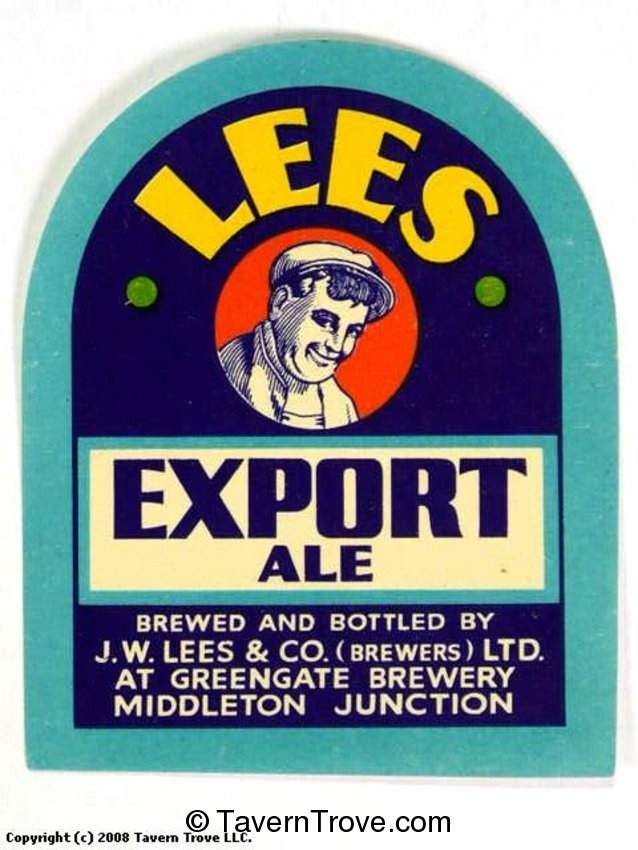 LEES
EXPORT
ALE
BREWED AND BOTTLED BY
J.W. LEES & CO. (BREWERS) LTD.
AT GREENGATE BREWERY
MIDDLETON JUNCTION
© TavernTrove.com
Copyright (c) 2008 Tavern Trove LLC.